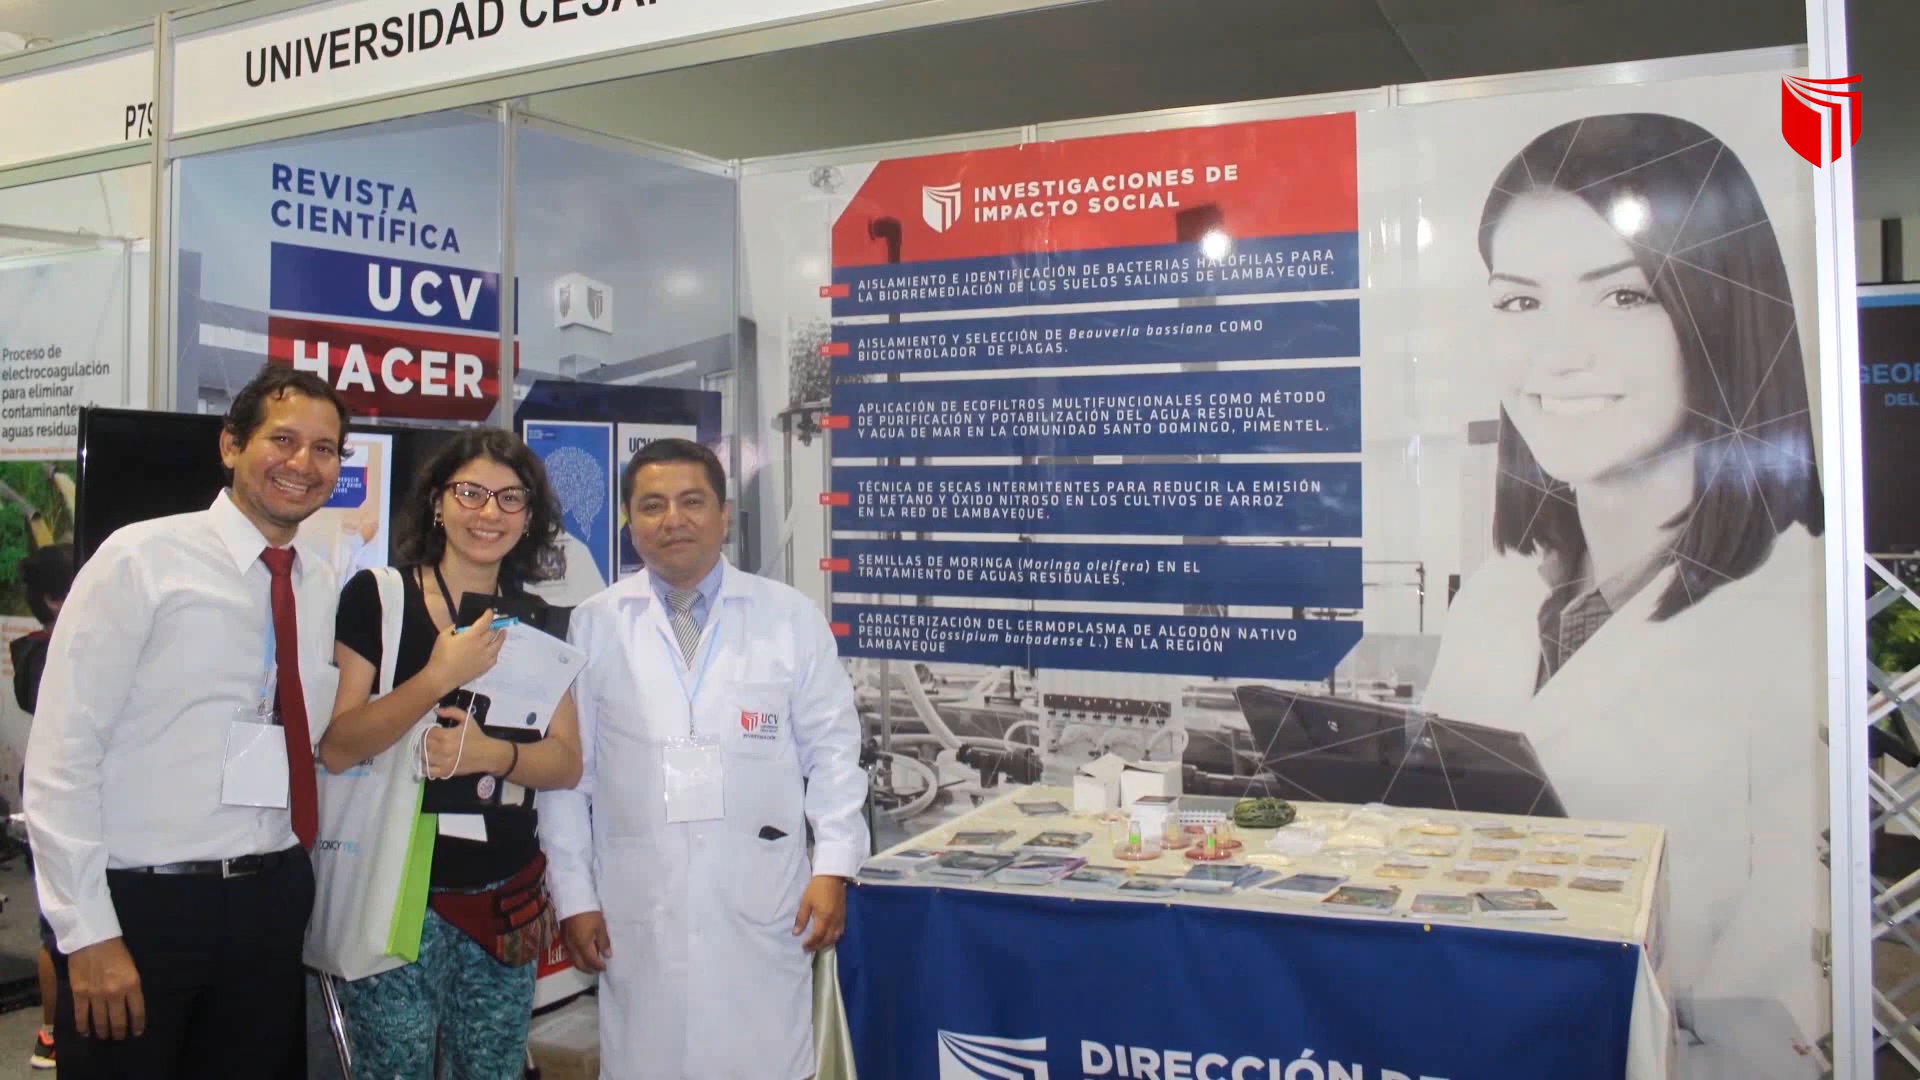 UNIVERSIDAD
P79
REVISTA
CIENTÍFICA
UCV
HACER
Proceso de
electrocoagulación
para eliminar
contaminantes de
aguas residua
INVESTIGACIONES DE
IMPACTO SOCIAL
AISLAMIENTO E IDENTIFICACIÓN DE BACTERIAS HALÓFILAS PARA
LA BIORREMEDIACIÓN DE LOS SUELOS SALINOS DE LAMBAYEQUE.
AISLAMIENTO Y SELECCIÓN DE Beauveria bassiana COMO
BIOCONTROLADOR DE PLAGAS.
APLICACIÓN DE ECOFILTROS MULTIFUNCIONALES COMO MÉTODO
DE PURIFICACIÓN Y POTABILIZACIÓN DEL AGUA RESIDUAL
Y AGUA DE MAR EN LA COMUNIDAD SANTO DOMINGO, PIMENTEL.
TÉCNICA DE SECAS INTERMITENTES PARA REDUCIR LA EMISIÓN
DE METANO Y ÓXIDO NITROSO EN LOS CULTIVOS DE ARROZ
EN LA RED DE LAMBAYEQUE.
SEMILLAS DE MORINGA (Moringa oleifera) EN EL
TRATAMIENTO DE AGUAS RESIDUALES.
CARACTERIZACIÓN DEL GERMOPLASMA DE ALGODÓN NATIVO
PERUANO (Gossipium barbadense L.) EN LA REGIÓN
LAMBAYEQUE
UCV
CONCYTEC
GEOF
DEL
DIRECCIÓN DE